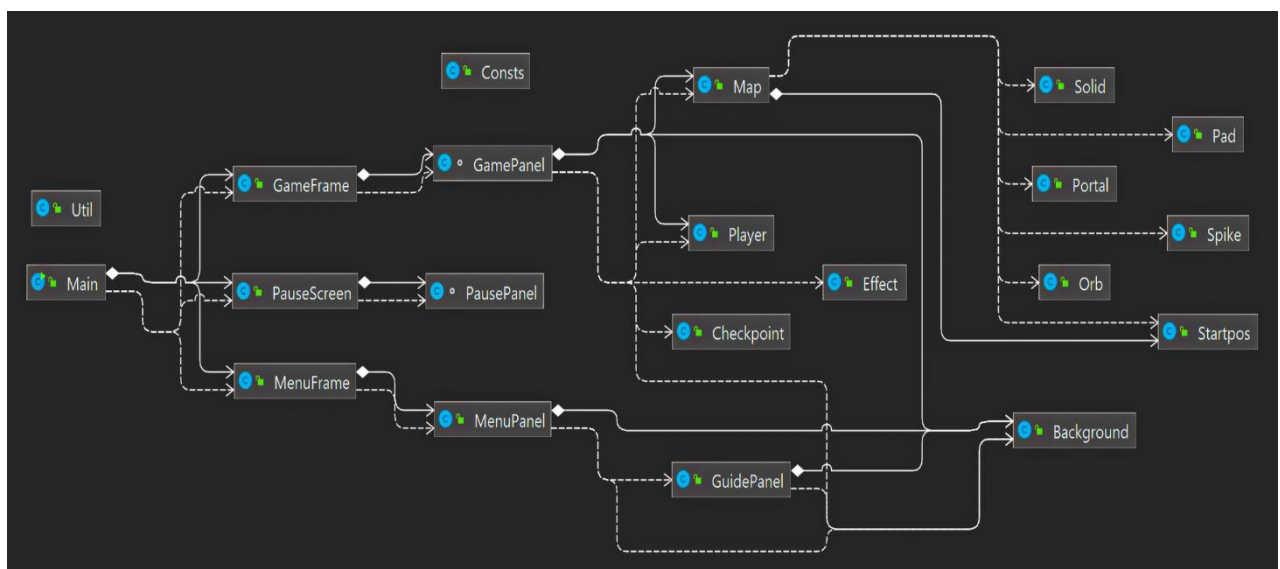 Consts
Map
Solid
Pad
GamePanel
GameFrame
Portal
Util
Player
Spike
Main
PauseScreen
PausePanel
Effect
Orb
Checkpoint
Startpos
MenuFrame
MenuPanel
Background
GuidePanel